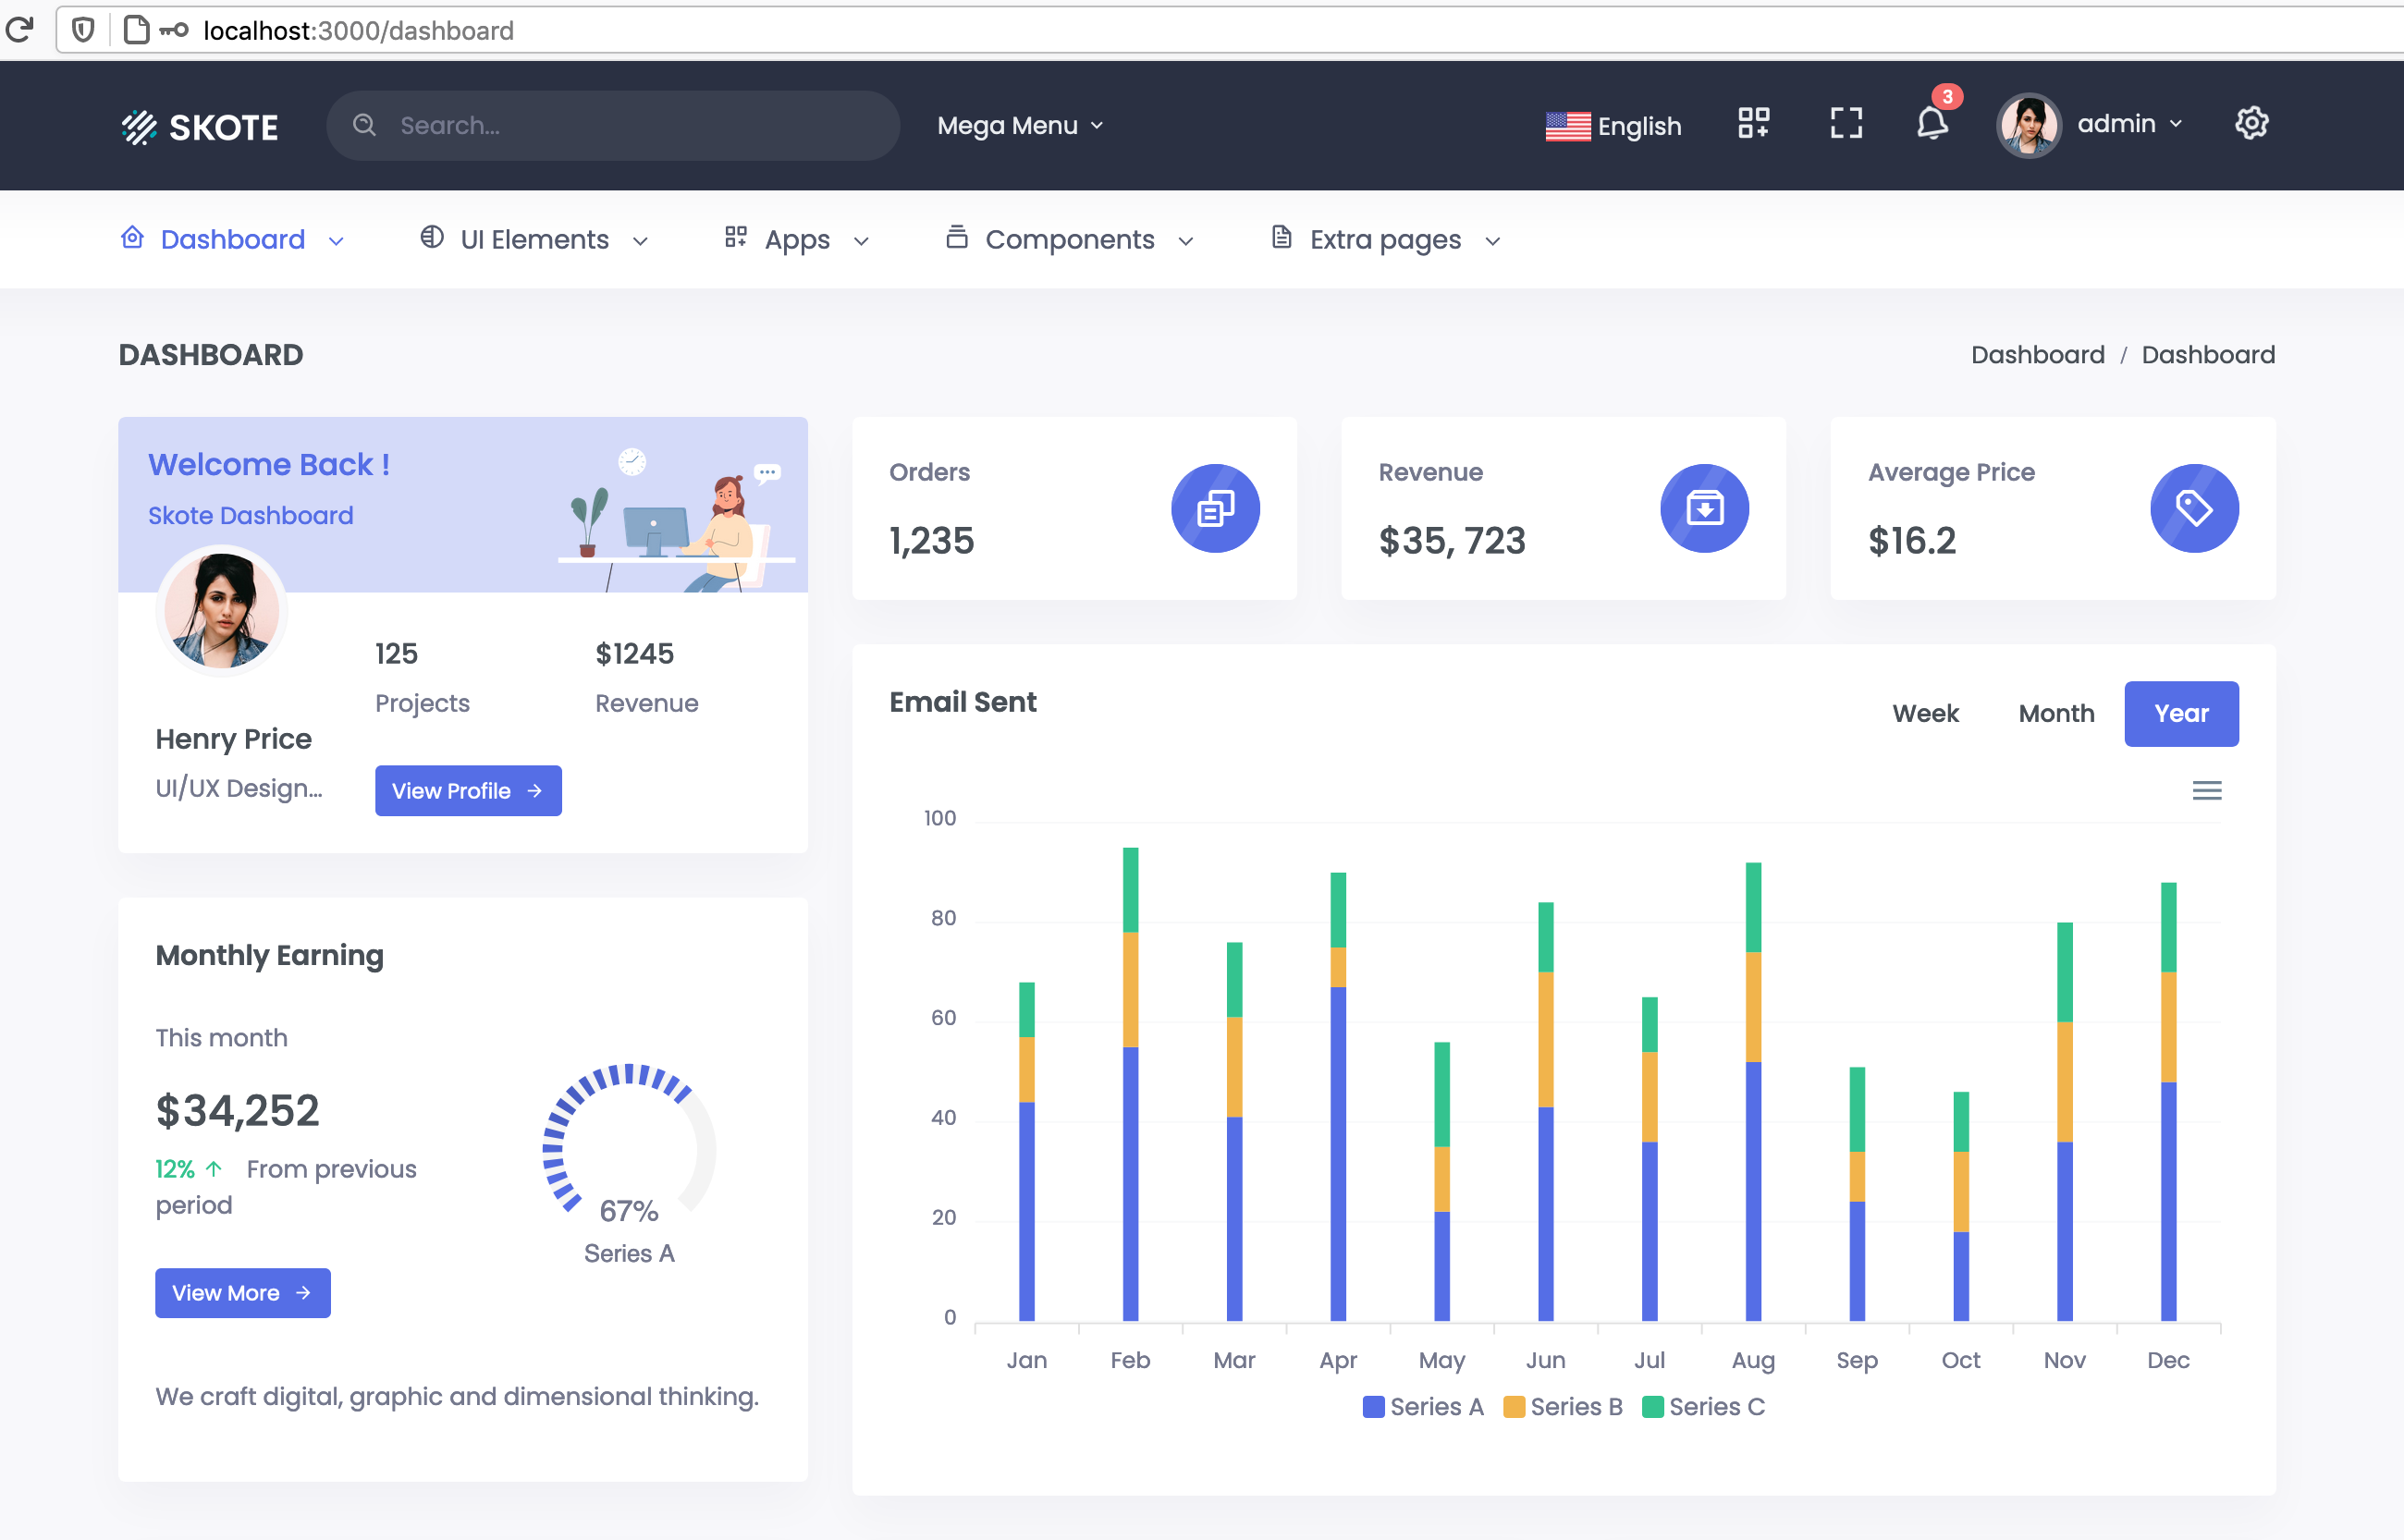 localhost:3000/dashboard
SKOTE
Search...
Mega Menu
English
3
admin
Dashboard
UI Elements
Apps
Components
Extra pages
DASHBOARD
Dashboard / Dashboard
Welcome Back !
Skote Dashboard
125
Projects
$1245
Revenue
Henry Price
UI/UX Design...
View Profile
Orders
1,235
Revenue
$35, 723
Average Price
$16.2
Monthly Earning
This month
$34,252
12% ↑ From previous
period
View More
67%
Series A
We craft digital, graphic and dimensional thinking.
Email Sent
Week
Month
Year
100
80
60
40
20
0
Jan Feb Mar Apr May Jun Jul Aug Sep Oct Nov Dec
Series A Series B Series C